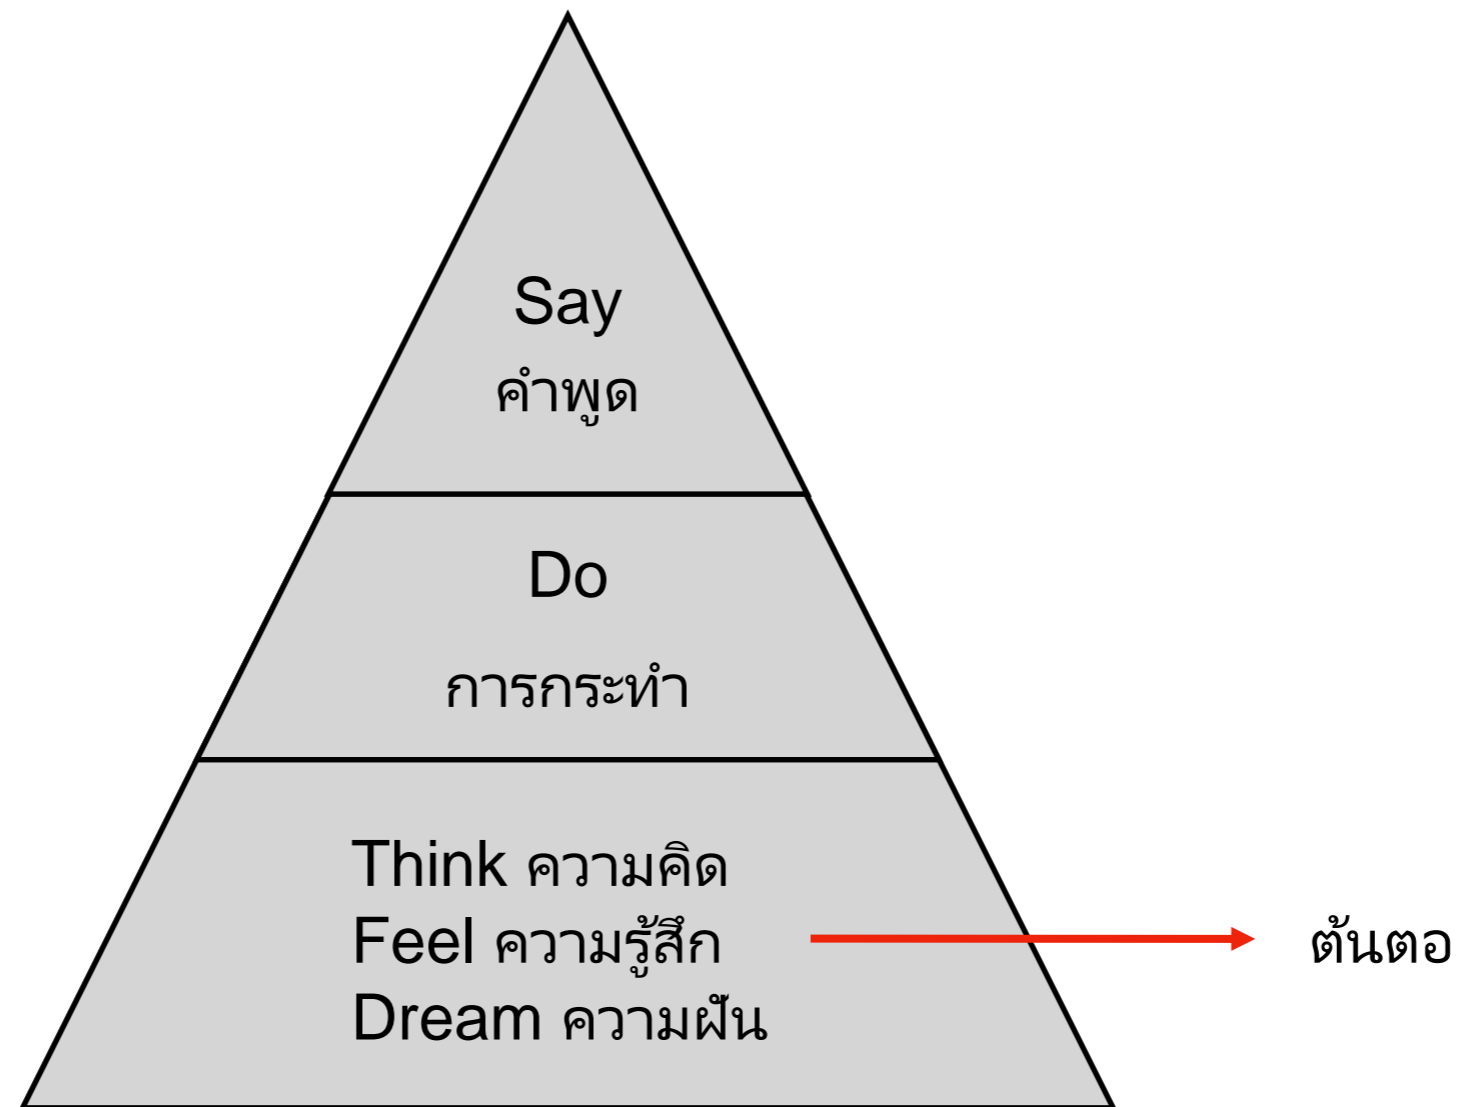 Say
คำพูด
Do
การกระทำ
Think ความคิด
Feel ความรู้สึก
ต้นตอ
Dream ความฝัน